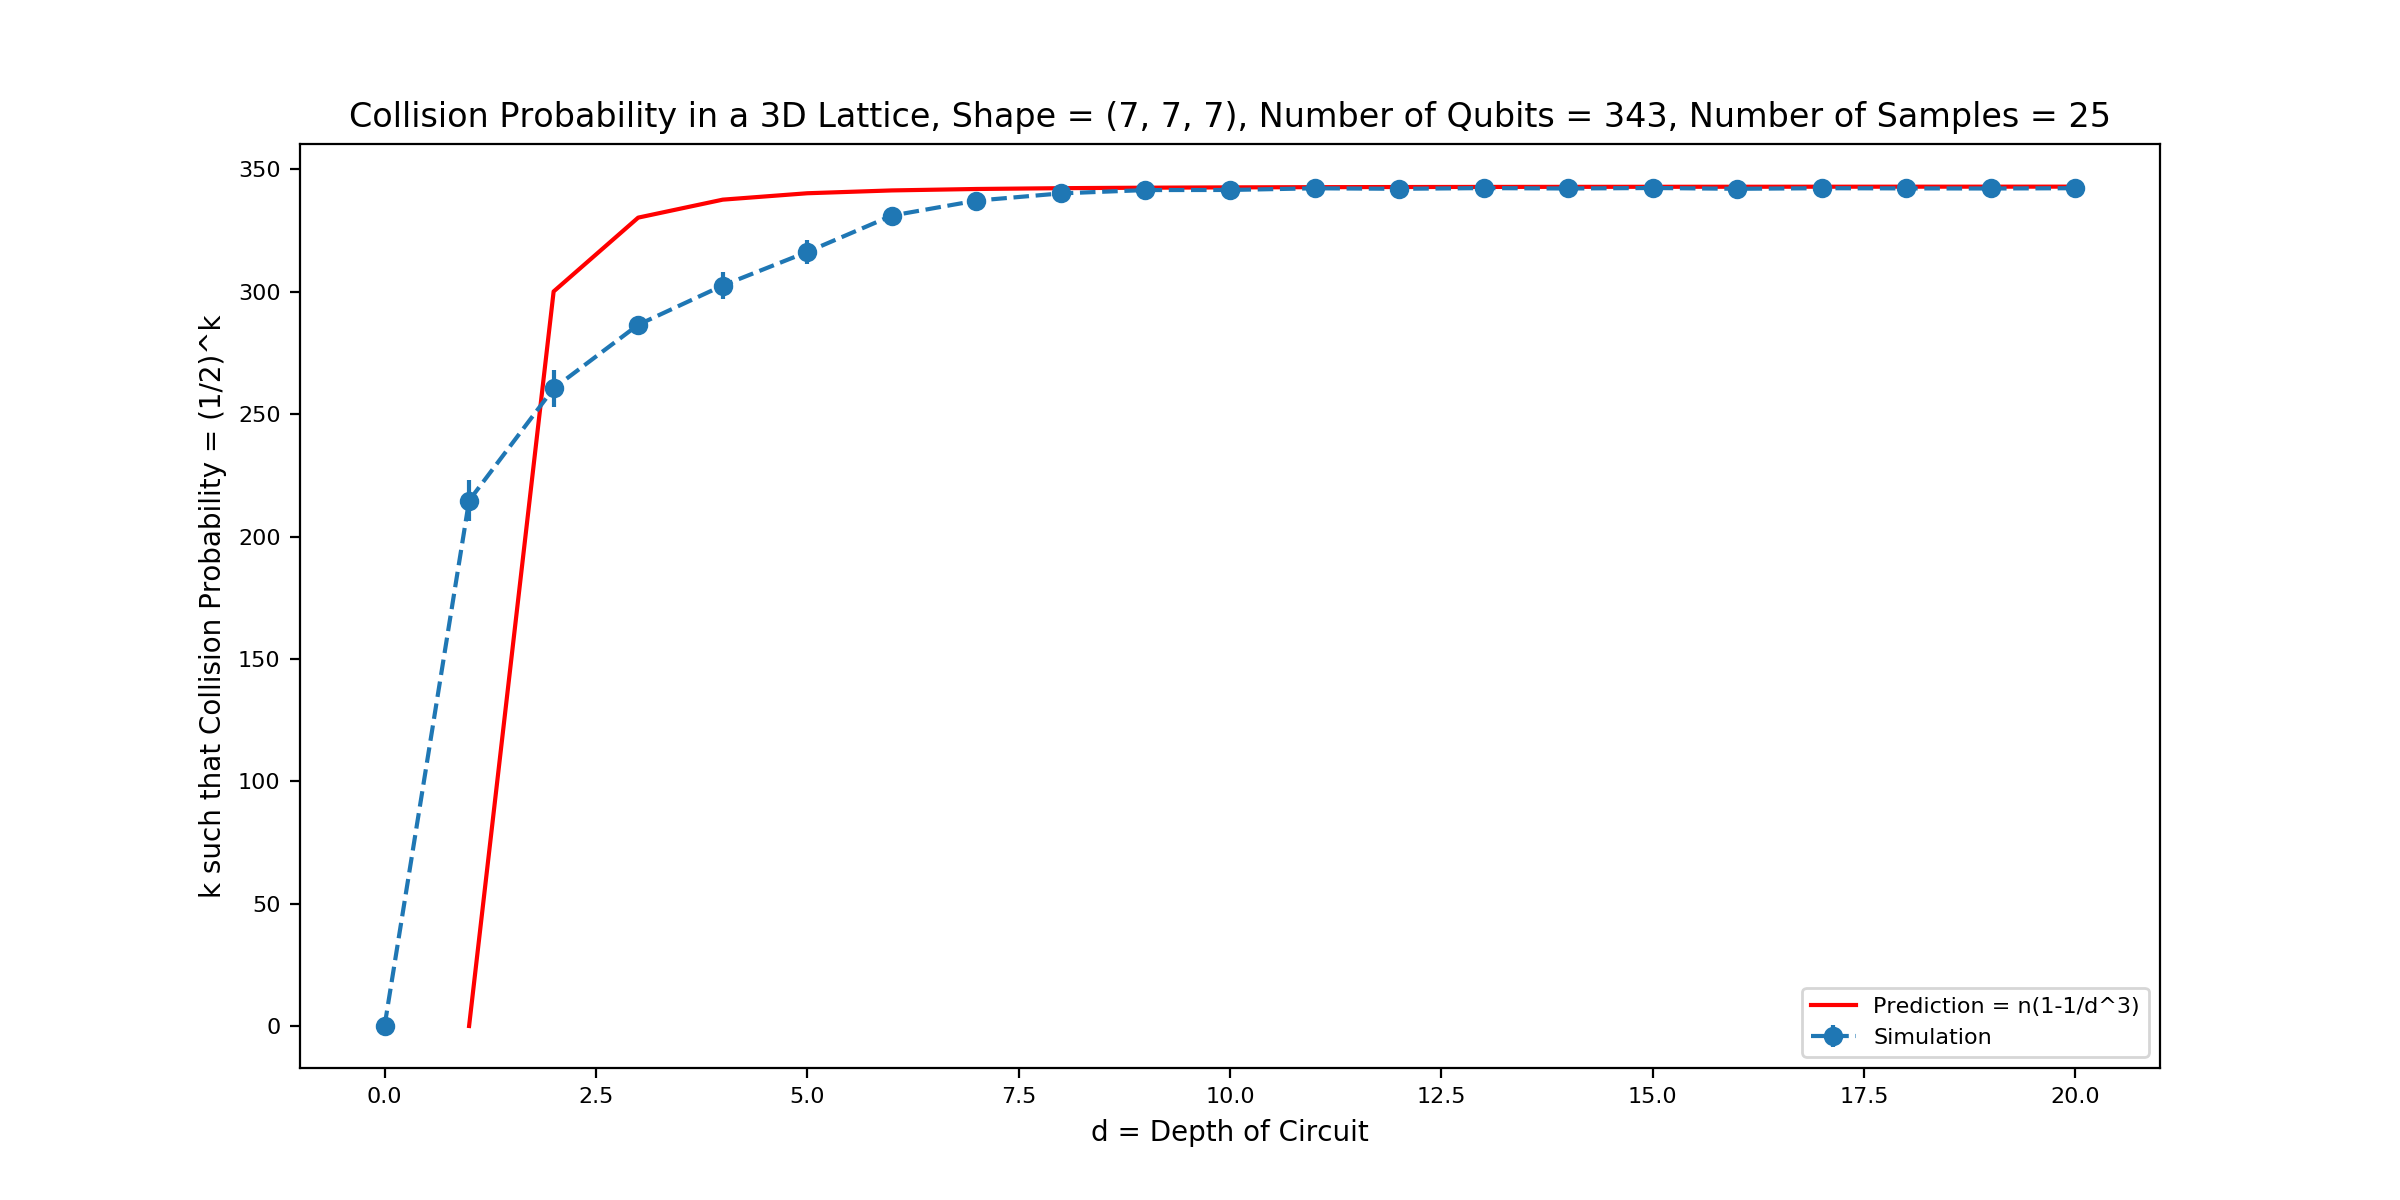 Collision Probability in a 3D Lattice, Shape = (7, 7, 7), Number of Qubits = 343, Number of Samples = 25
k such that Collision Probability = (1/2)^k
350
300
250
200
150
100
50
0
Prediction = n(1-1/d^3)
Simulation
0.0 2.5 5.0 7.5 10.0 12.5 15.0 17.5 20.0
d = Depth of Circuit